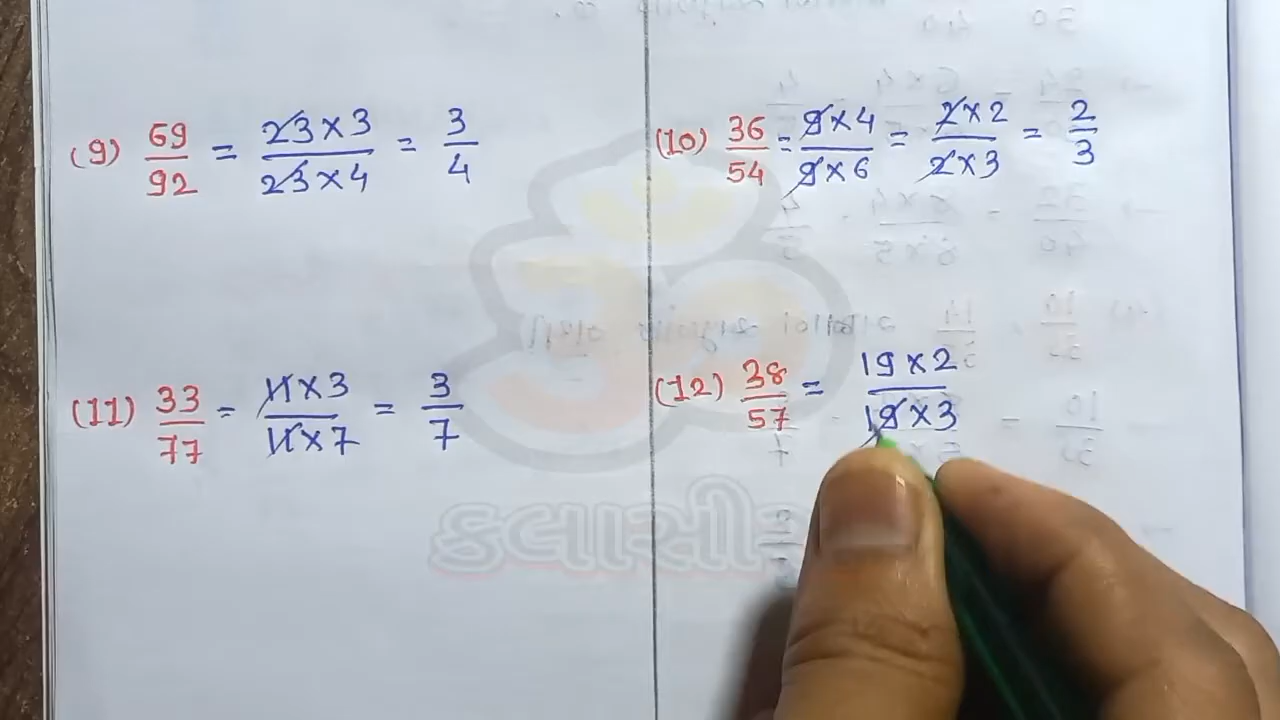 (9) 69/92 = 23 × 3/23 × 4 = 3/4
(10) 36/54 = 9 × 4/9 × 6 = 2 × 2/2 × 3 = 2/3
(11) 33/77 = 11 × 3/11 × 7 = 3/7
(12) 38/57 = 19 × 2/19 × 3